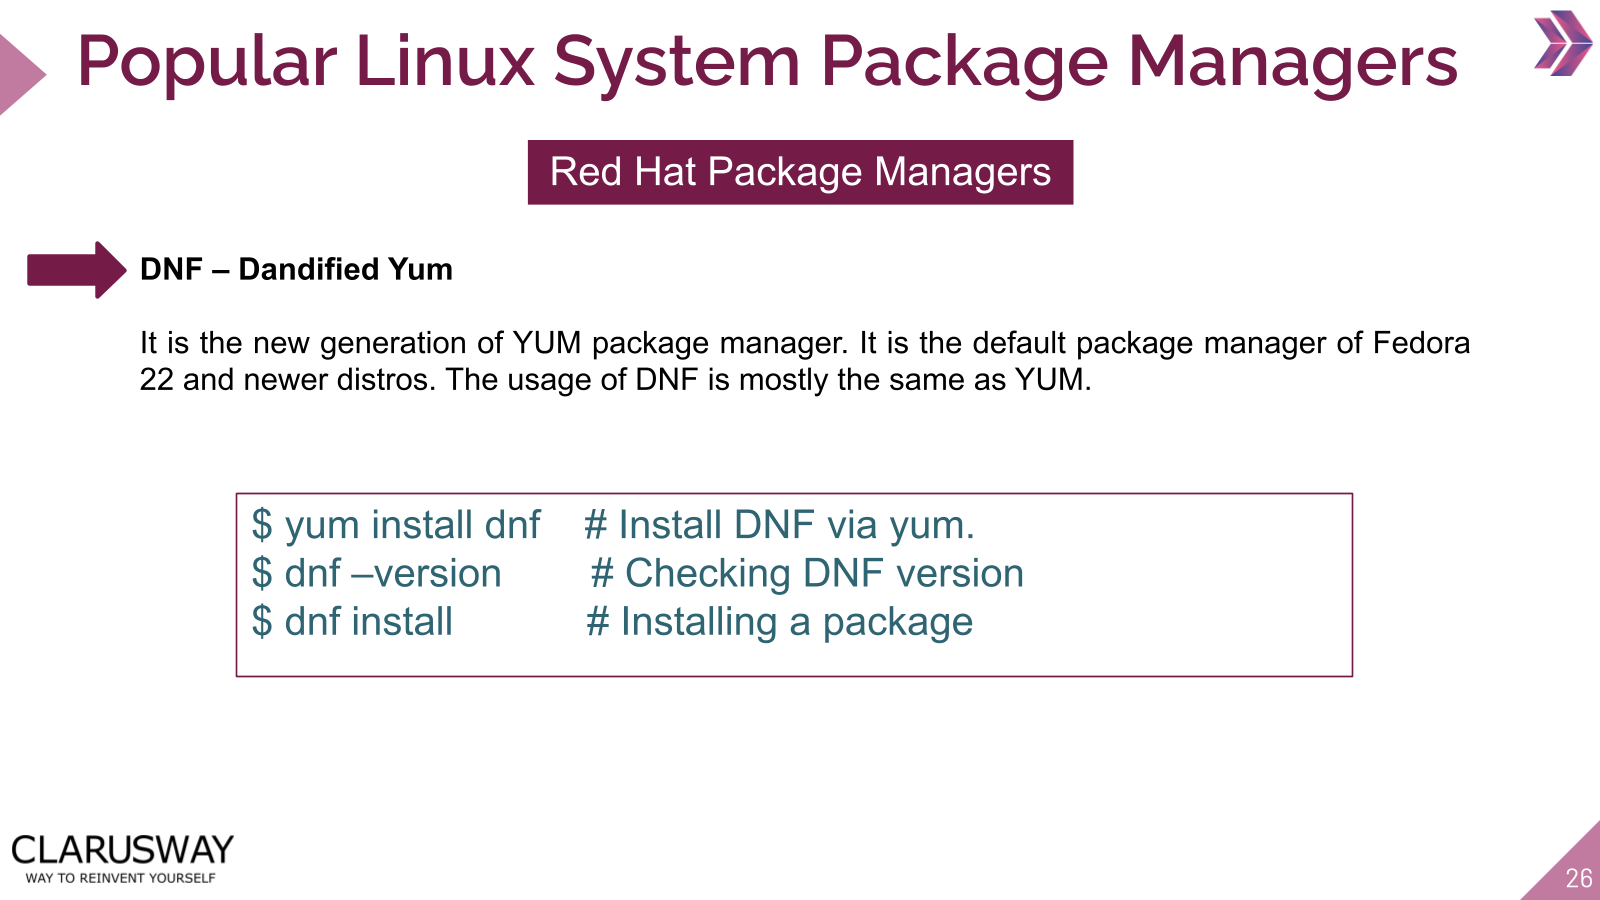 Popular Linux System Package Managers
Red Hat Package Managers
DNF – Dandified Yum
It is the new generation of YUM package manager. It is the default package manager of Fedora
22 and newer distros. The usage of DNF is mostly the same as YUM.
$ yum install dnf # Install DNF via yum.
$ dnf –version # Checking DNF version
$ dnf install # Installing a package
CLARUSWAY
WAY TO REINVENT YOURSELF
26